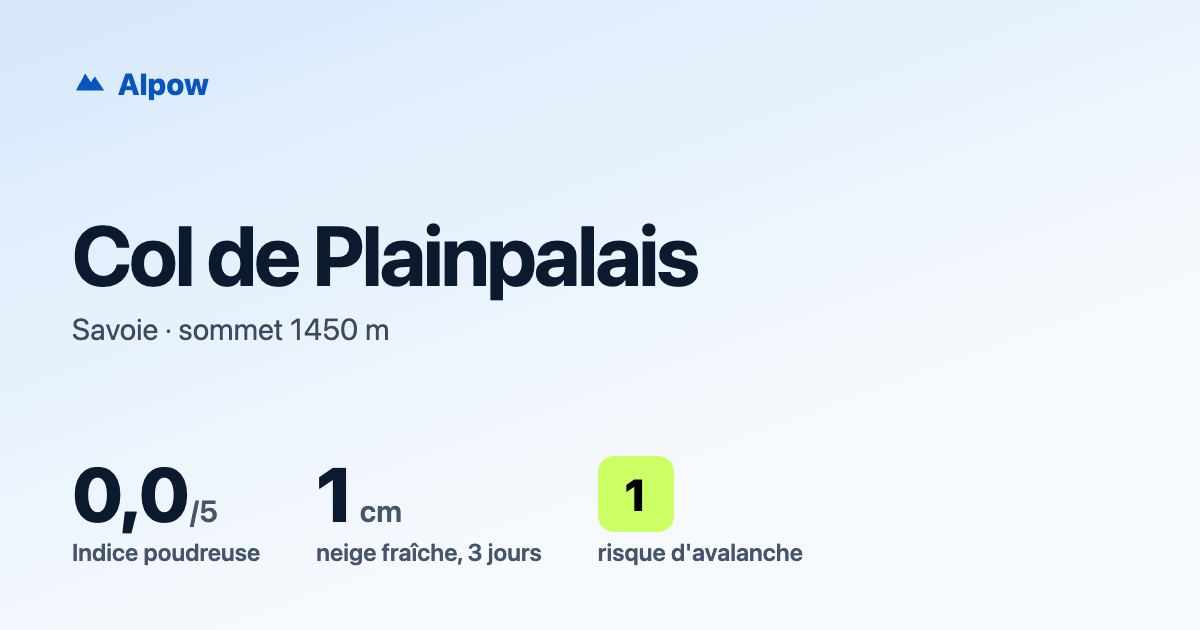 Alpow
Col de Plainpalais
Savoie · sommet 1450 m
0,0/5
Indice poudreuse
1 cm
neige fraîche, 3 jours
1
risque d'avalanche